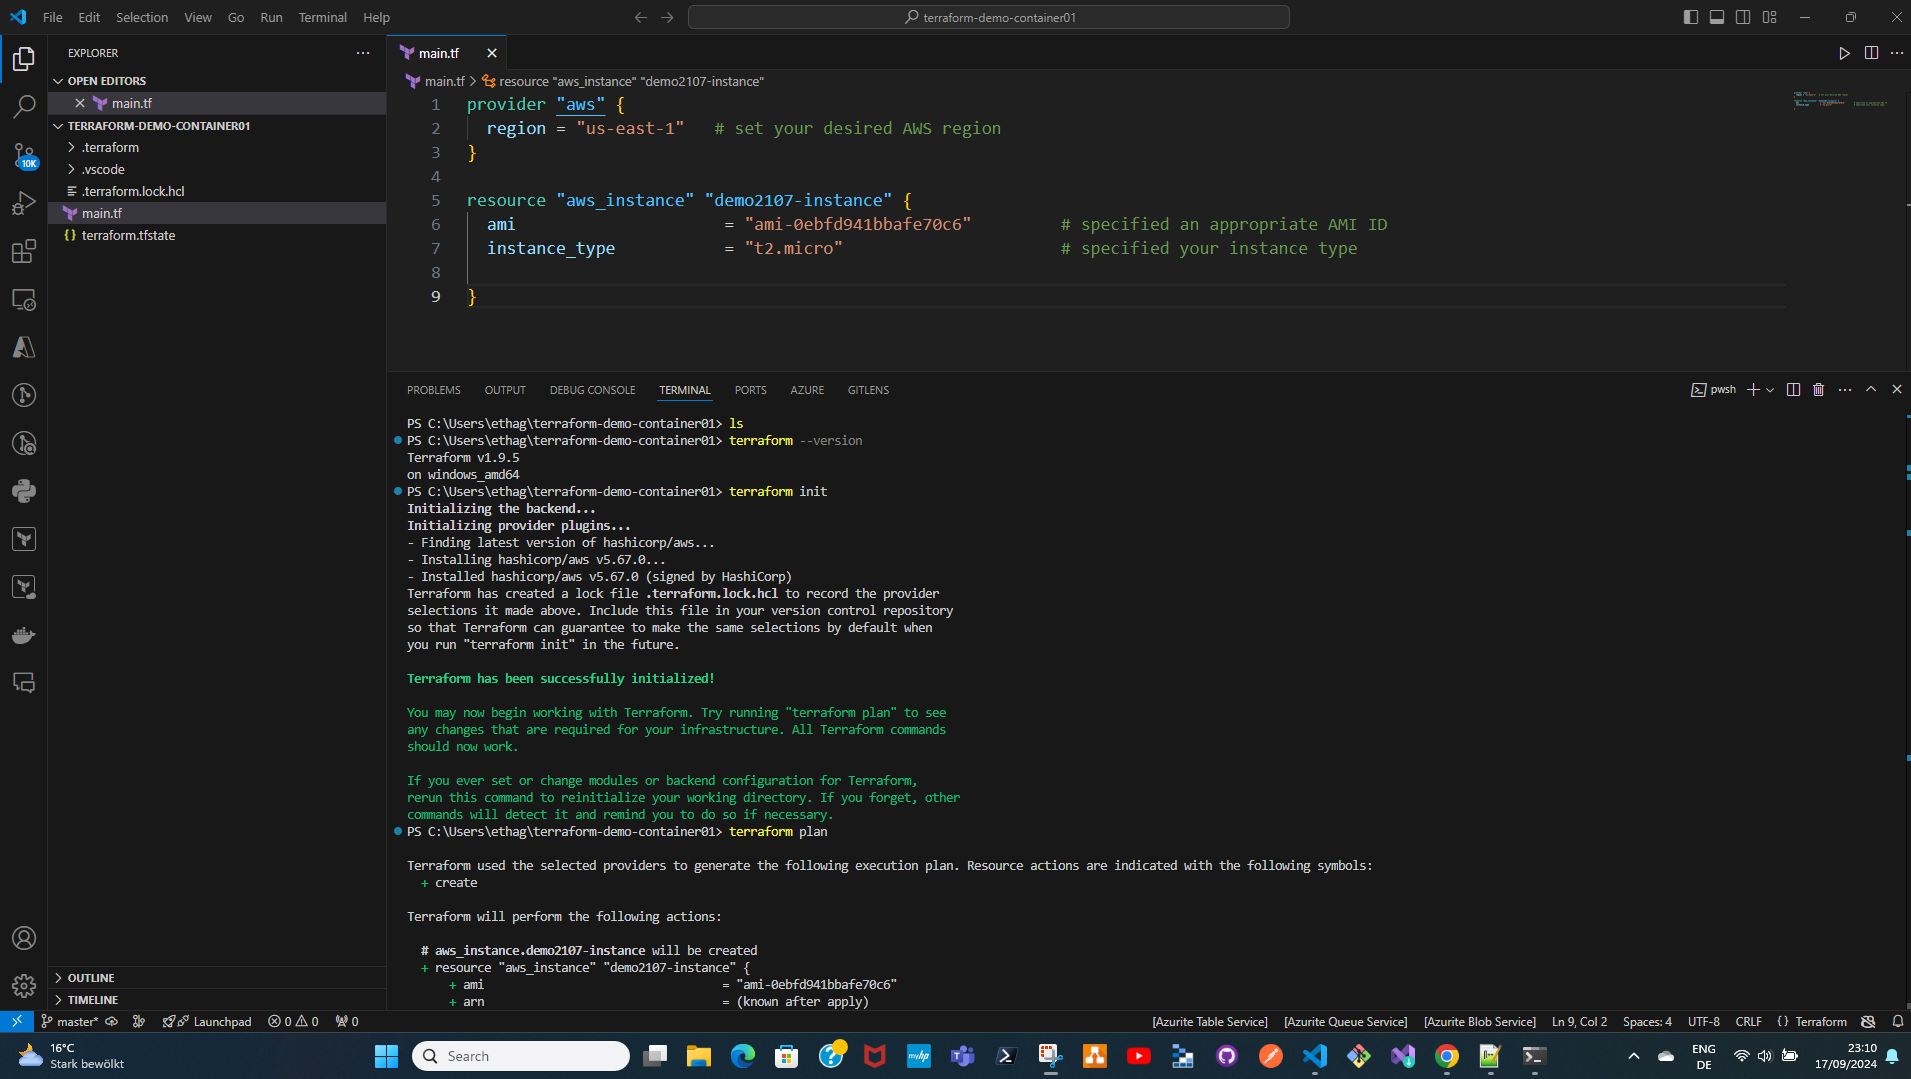 File Edit Selection View Go Run Terminal Help
terraform-demo-container01
EXPLORER
OPEN EDITORS
main.tf
TERRAFORM-DEMO-CONTAINER01
.terraform
.vscode
.terraform.lock.hcl
main.tf
terraform.tfstate
OUTLINE
TIMELINE
10K
main.tf
main.tf > resource "aws_instance" "demo2107-instance"
1 provider "aws" {
2 region = "us-east-1" # set your desired AWS region
3 }
4
5 resource "aws_instance" "demo2107-instance" {
6 ami = "ami-0ebfd941bbafe70c6" # specified an appropriate AMI ID
7 instance_type = "t2.micro" # specified your instance type
8
9 }
PROBLEMS OUTPUT DEBUG CONSOLE TERMINAL PORTS AZURE GITLENS
pwsh
PS C:\Users\ethag\terraform-demo-container01> ls
PS C:\Users\ethag\terraform-demo-container01> terraform --version
Terraform v1.9.5
on windows_amd64
PS C:\Users\ethag\terraform-demo-container01> terraform init
Initializing the backend...
Initializing provider plugins...
- Finding latest version of hashicorp/aws...
- Installing hashicorp/aws v5.67.0...
- Installed hashicorp/aws v5.67.0 (signed by HashiCorp)
Terraform has created a lock file .terraform.lock.hcl to record the provider
selections it made above. Include this file in your version control repository
so that Terraform can guarantee to make the same selections by default when
you run "terraform init" in the future.
Terraform has been successfully initialized!
You may now begin working with Terraform. Try running "terraform plan" to see
any changes that are required for your infrastructure. All Terraform commands
should now work.
If you ever set or change modules or backend configuration for Terraform,
rerun this command to reinitialize your working directory. If you forget, other
commands will detect it and remind you to do so if necessary.
PS C:\Users\ethag\terraform-demo-container01> terraform plan
Terraform used the selected providers to generate the following execution plan. Resource actions are indicated with the following symbols:
+ create
Terraform will perform the following actions:
# aws_instance.demo2107-instance will be created
+ resource "aws_instance" "demo2107-instance" {
+ ami = "ami-0ebfd941bbafe70c6"
+ arn = (known after apply)
master* Launchpad 0 0 0
[Azurite Table Service] [Azurite Queue Service] [Azurite Blob Service] Ln 9, Col 2 Spaces: 4 UTF-8 CRLF {} Terraform
16°C
Stark bewölkt
Search
myhp
ENG
DE
23:10
17/09/2024